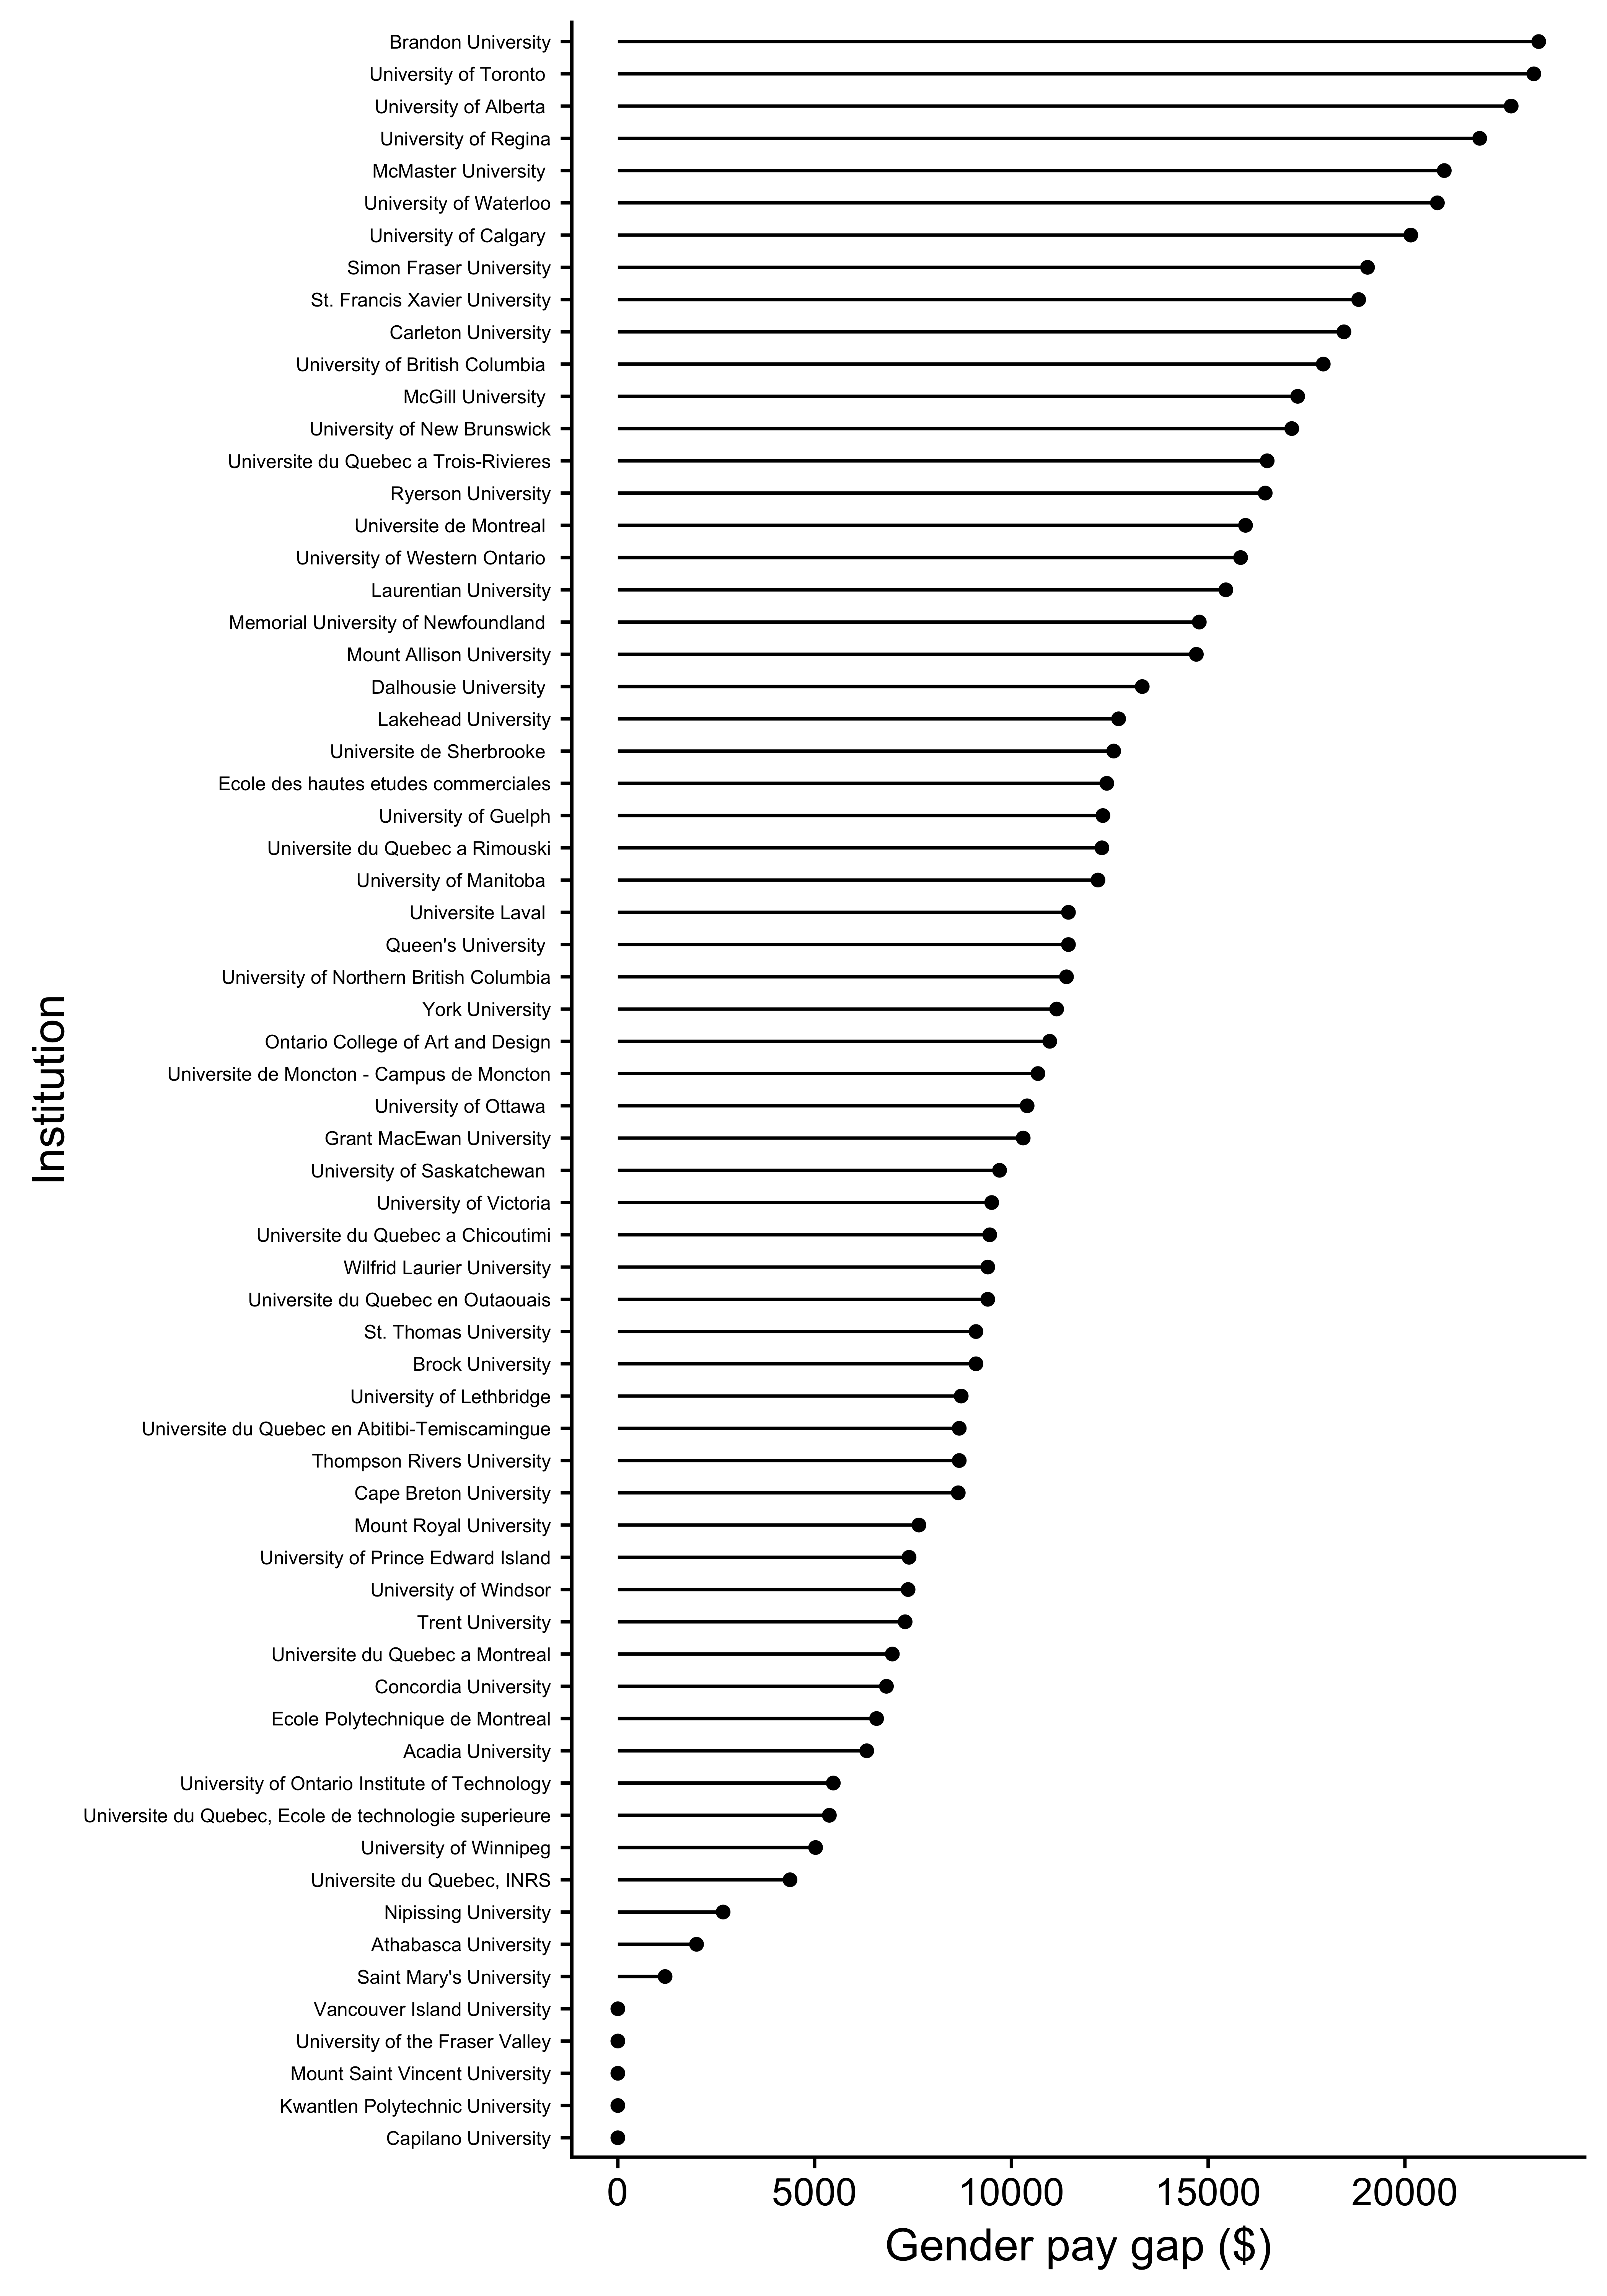 Brandon University
University of Toronto
University of Alberta
University of Regina
McMaster University
University of Waterloo
University of Calgary
Simon Fraser University
St. Francis Xavier University
Carleton University
University of British Columbia
McGill University
University of New Brunswick
Universite du Quebec a Trois-Rivieres
Ryerson University
Universite de Montreal
University of Western Ontario
Laurentian University
Memorial University of Newfoundland
Mount Allison University
Dalhousie University
Lakehead University
Universite de Sherbrooke
Ecole des hautes etudes commerciales
University of Guelph
Universite du Quebec a Rimouski
University of Manitoba
Universite Laval
Queen's University
University of Northern British Columbia
York University
Ontario College of Art and Design
Universite de Moncton - Campus de Moncton
University of Ottawa
Grant MacEwan University
University of Saskatchewan
University of Victoria
Universite du Quebec a Chicoutimi
Wilfrid Laurier University
Universite du Quebec en Outaouais
St. Thomas University
Brock University
University of Lethbridge
Universite du Quebec en Abitibi-Temiscamingue
Thompson Rivers University
Cape Breton University
Mount Royal University
University of Prince Edward Island
University of Windsor
Trent University
Universite du Quebec a Montreal
Concordia University
Ecole Polytechnique de Montreal
Acadia University
University of Ontario Institute of Technology
Universite du Quebec, Ecole de technologie superieure
University of Winnipeg
Universite du Quebec, INRS
Nipissing University
Athabasca University
Saint Mary's University
Vancouver Island University
University of the Fraser Valley
Mount Saint Vincent University
Kwantlen Polytechnic University
Capilano University
Institution
0 5000 10000 15000 20000
Gender pay gap ($)